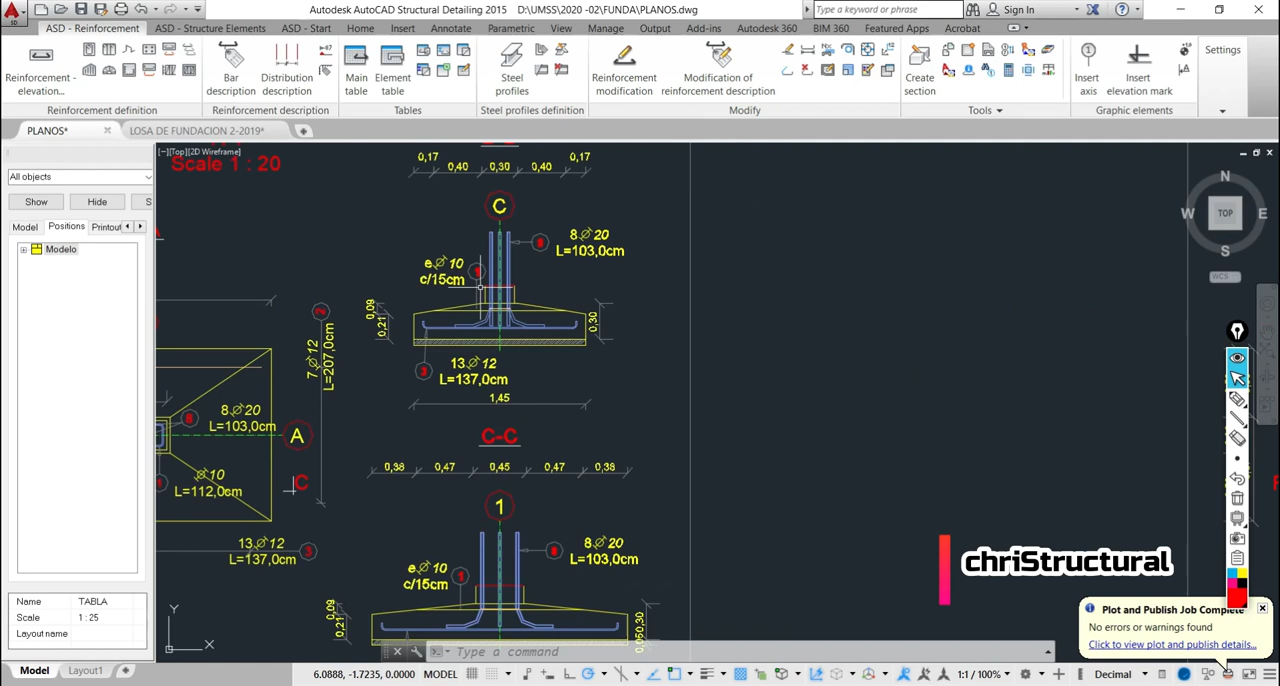 Autodesk AutoCAD Structural Detailing 2015 D:\UMSS\2020 -02\FUNDA\PLANOS.dwg
Type a keyword or phrase
Sign In
SD
ASD - Reinforcement
ASD - Structure Elements
ASD - Start
Home
Insert
Annotate
Parametric
View
Manage
Output
Add-ins
Autodesk 360
BIM 360
Featured Apps
Acrobat
Reinforcement - elevation...
Bar description
Distribution description
Main table
Element table
Steel profiles
Reinforcement modification
Modification of reinforcement description
Create section
Insert axis
Insert elevation mark
Settings
Reinforcement definition
Reinforcement description
Tables
Steel profiles definition
Modify
Tools
Graphic elements
PLANOS*
LOSA DE FUNDACION 2-2019*
[−][Top][2D Wireframe]
Scale 1 : 20
All objects
Show
Hide
S
Model
Positions
Printout
Modelo
Name TABLA
Scale 1 : 25
Layout name
0,17 0,40 0,30 0,40 0,17
C
8∅20
L=103,0cm
e∅10
c/15cm
1
8
0,09
0,21
0,30
3
13∅12
L=137,0cm
1,45
C-C
0,38 0,47 0,45 0,47 0,38
1
8∅20
L=103,0cm
8
e∅10
c/15cm
1
0,09
0,21
2
7∅12
L=207,0cm
8∅20
L=103,0cm
A
∅10
L=112,0cm
1
C
13∅12
L=137,0cm
3
N
W
TOP
E
S
WCS
chriStructural
Plot and Publish Job Complete
No errors or warnings found
Click to view plot and publish details...
Y
X
Type a command
Model
Layout1
6.0888, -1.7235, 0.0000
MODEL
1:1 / 100%
Decimal